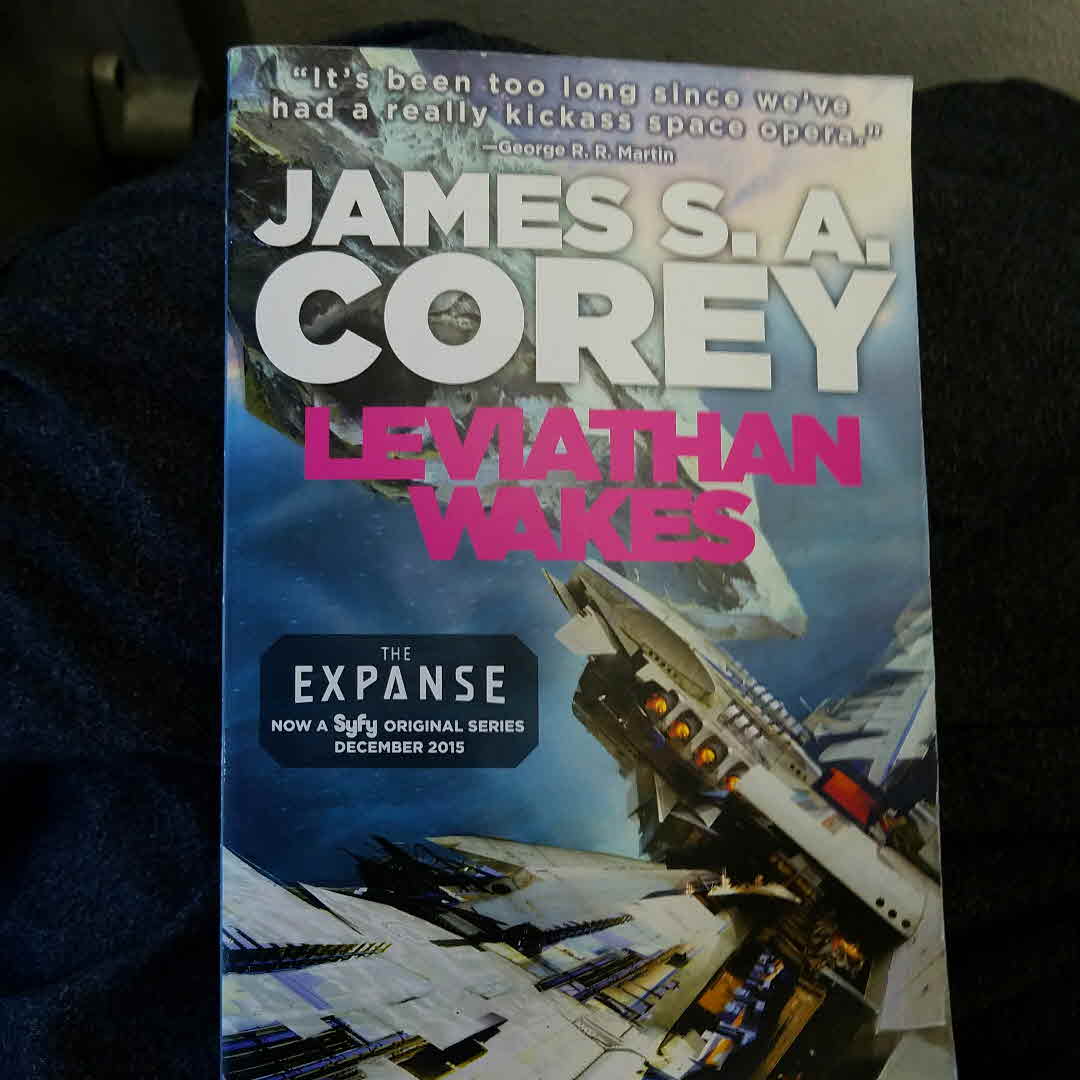 "It's been too long since we've
had a really kickass space opera."
—George R. R. Martin
JAMES S. A.
COREY
LEVIATHAN
WAKES
THE
EXPANSE
NOW A Syfy ORIGINAL SERIES
DECEMBER 2015